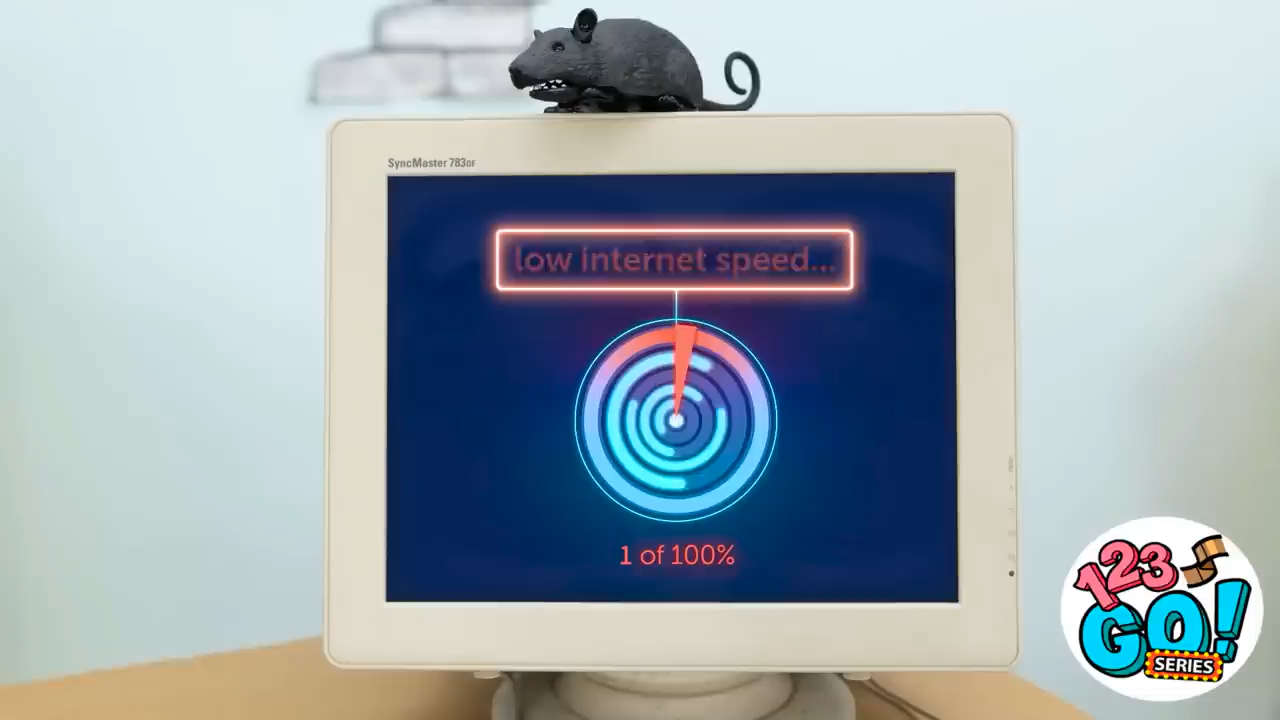 SyncMaster 783DF
low internet speed...
1 of 100%
123
GO!
SERIES